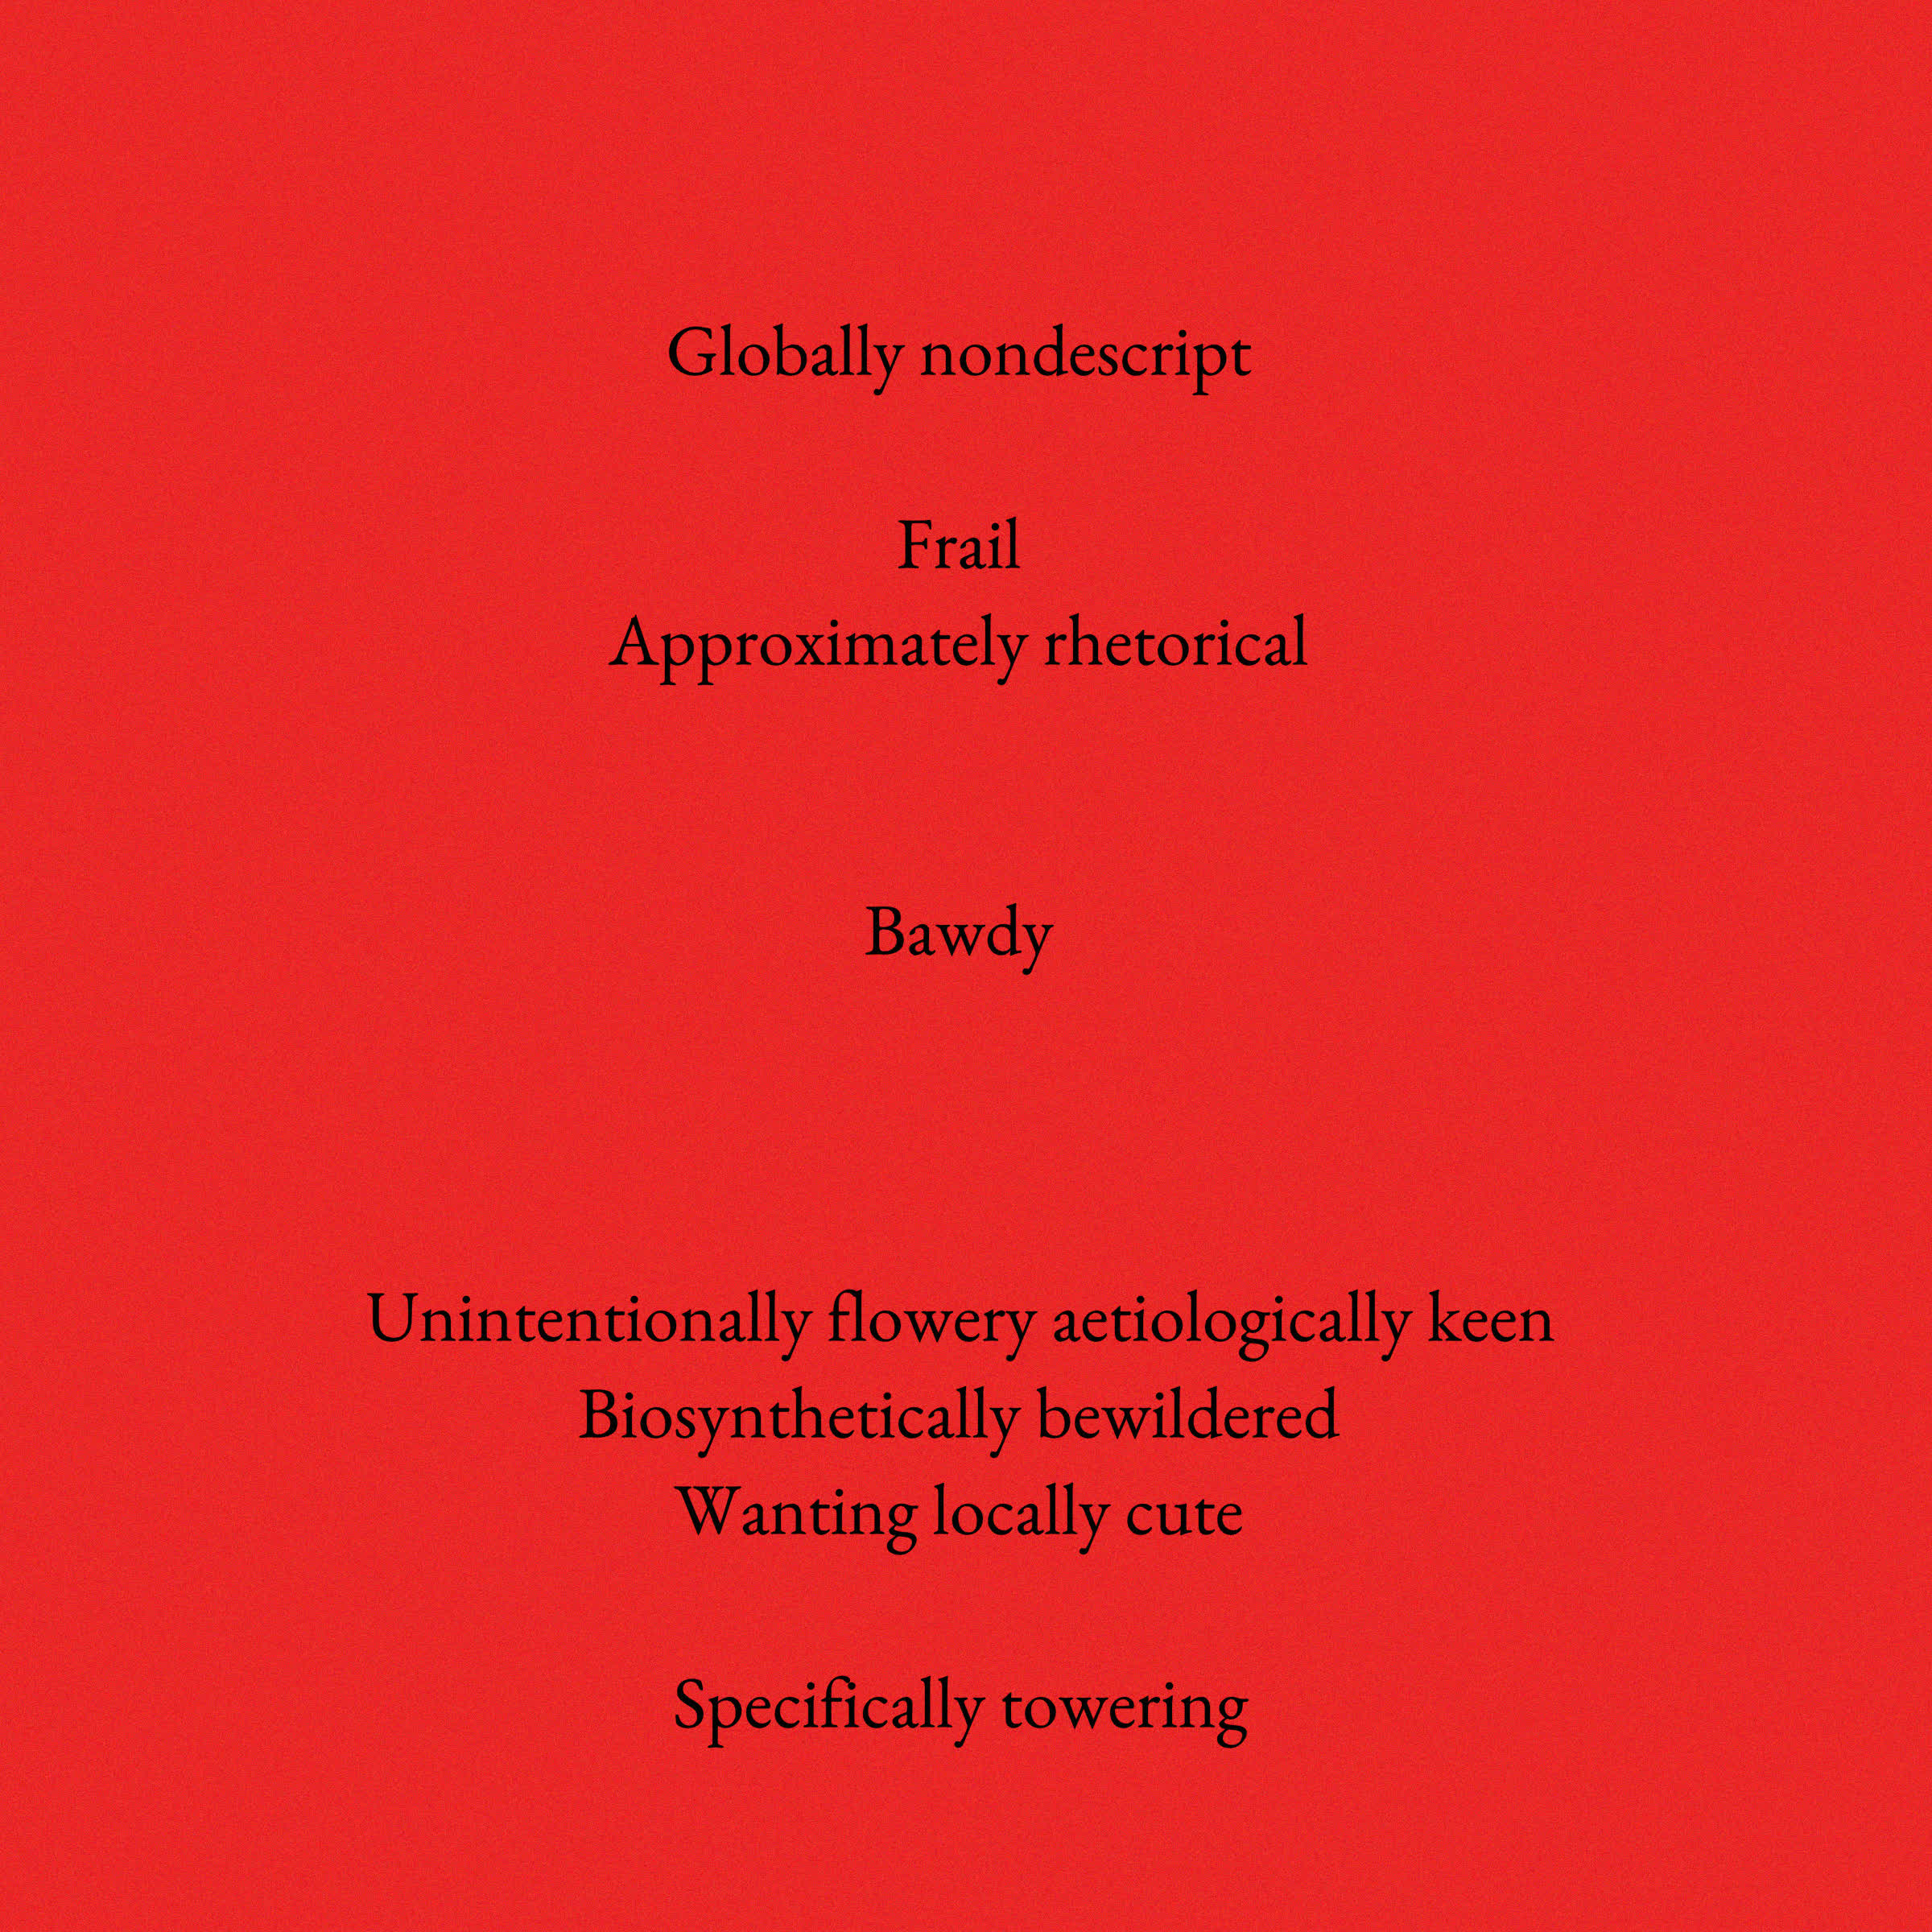 Globally nondescript
Frail
Approximately rhetorical
Bawdy
Unintentionally flowery aetiologically keen
Biosynthetically bewildered
Wanting locally cute
Specifically towering